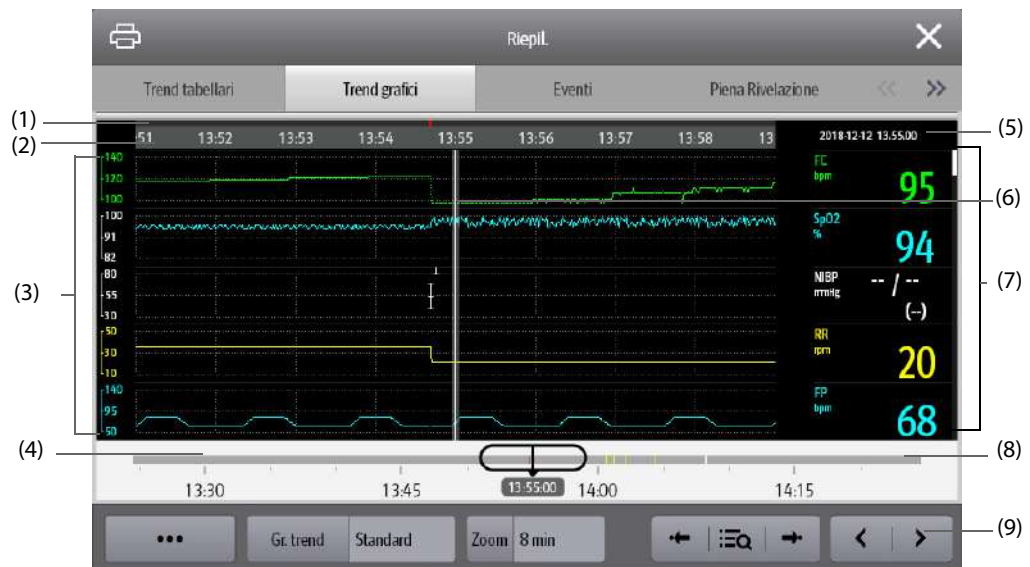 Riepil.
Trend tabellari
Trend grafici
Eventi
Piena Rivelazione
(1)
(2)
:51 13:52 13:53 13:54 13:55 13:56 13:57 13:58 13
2018-12-12 13.55.00
(5)
140
120
100
FC
bpm
95
(6)
100
91
82
SpO2
%
94
(3)
80
55
30
NIBP
mmHg
-- / --
(--)
(7)
50
30
10
RR
rpm
20
140
95
50
FP
bpm
68
(4)
(8)
13:30 13:45 13:55:00 14:00 14:15
Gr. trend Standard Zoom 8 min
(9)